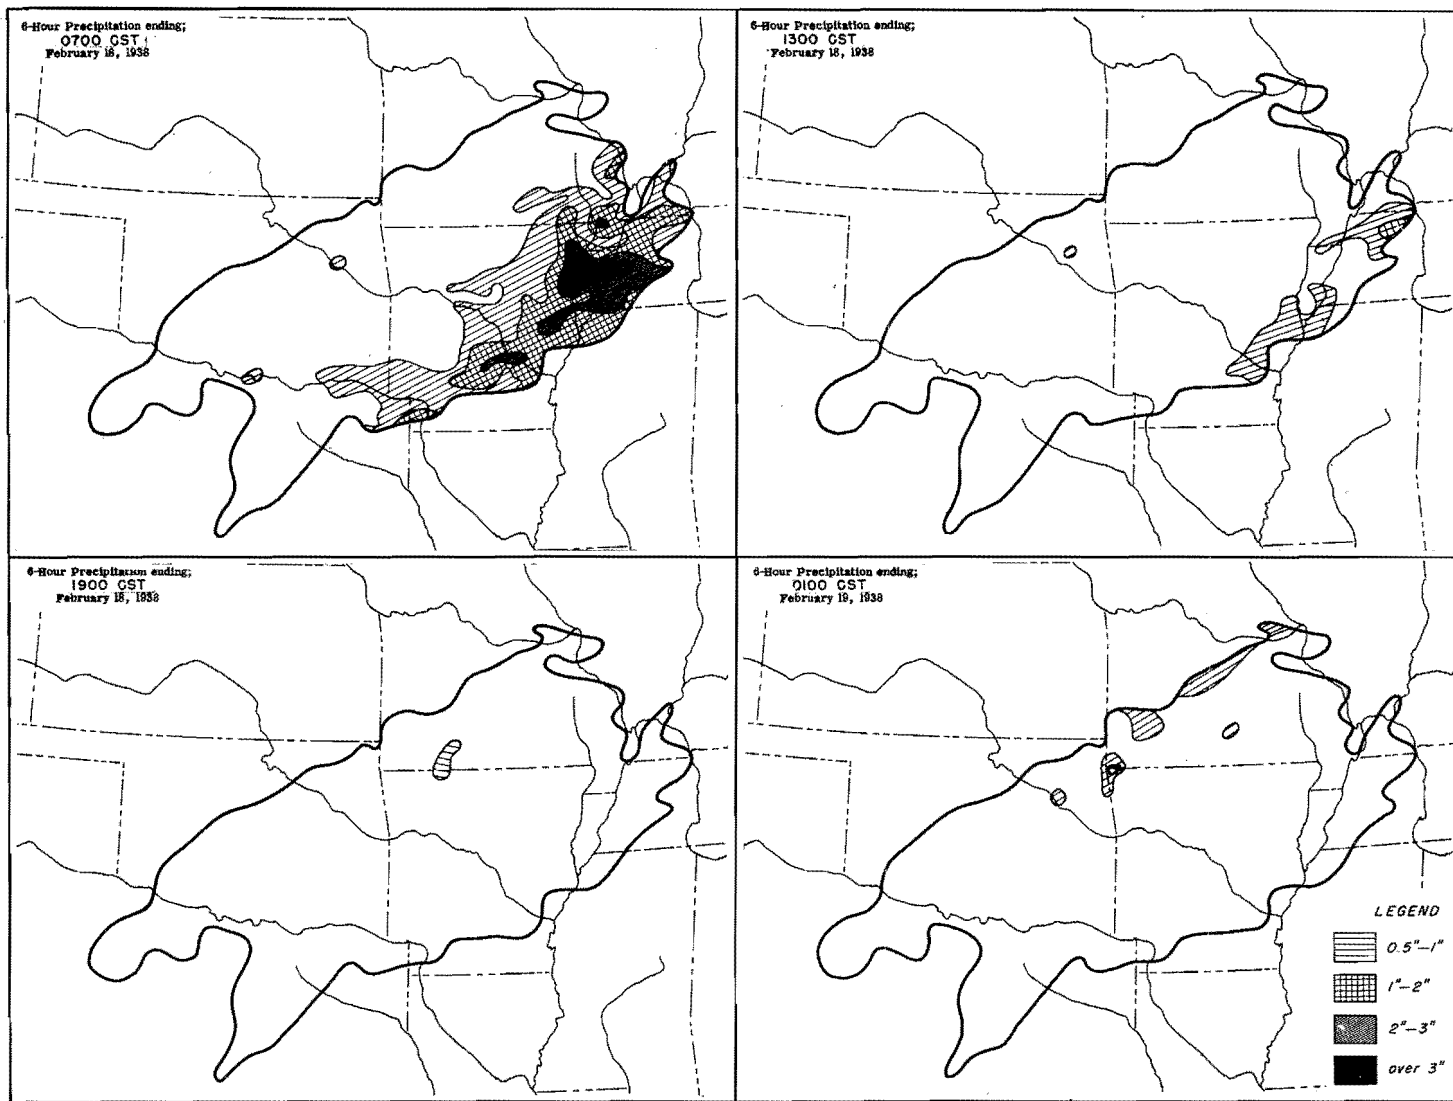 6-Hour Precipitation ending;
0700 CST
February 18, 1938
6-Hour Precipitation ending;
1300 CST
February 18, 1938
6-Hour Precipitation ending;
1900 CST
February 18, 1938
6-Hour Precipitation ending;
0100 CST
February 19, 1938
LEGEND
0.5"-1"
1"-2"
2"-3"
over 3"